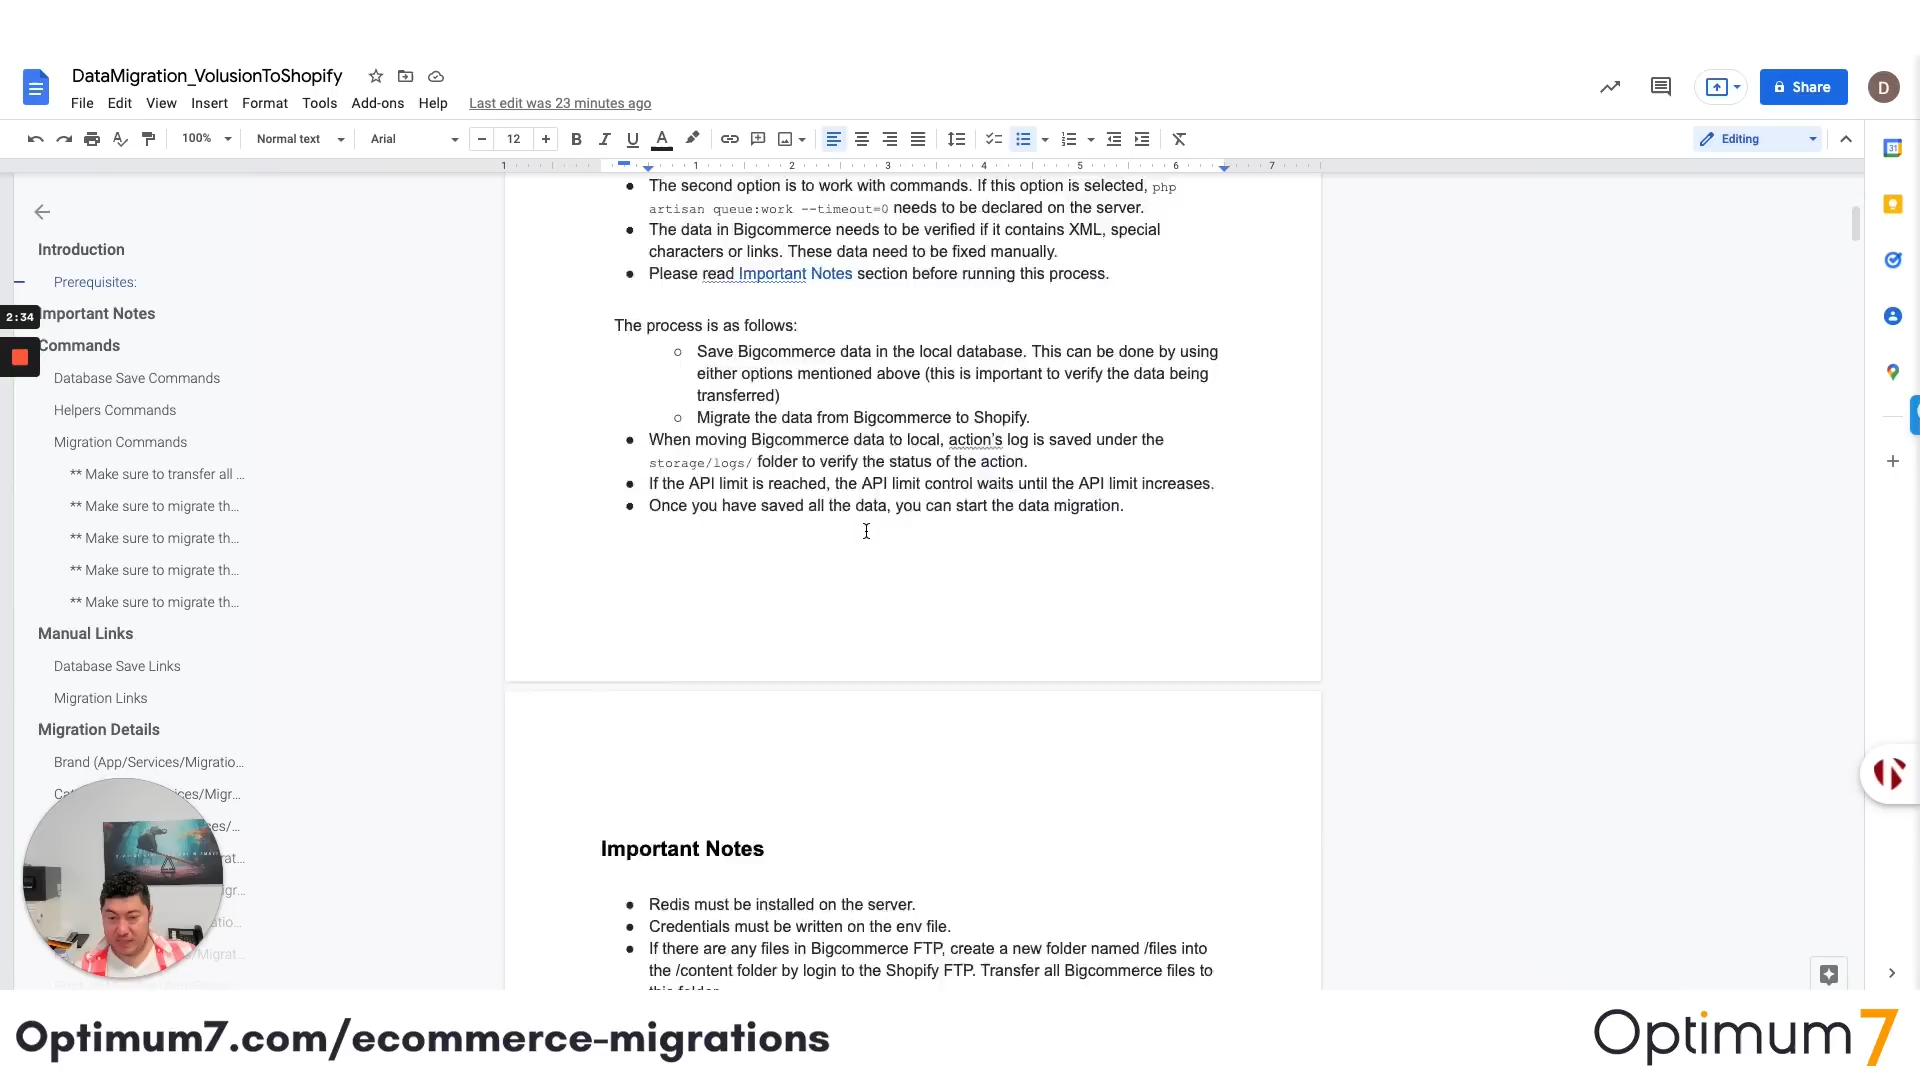 DataMigration_VolusionToShopify
File Edit View Insert Format Tools Add-ons Help Last edit was 23 minutes ago
Share
D
100% Normal text Arial 12 B I U A Editing
31
1 1 2 3 4 5 6 7
Introduction
Prerequisites:
2:34
Important Notes
Commands
Database Save Commands
Helpers Commands
Migration Commands
** Make sure to transfer all ...
** Make sure to migrate th...
** Make sure to migrate th...
** Make sure to migrate th...
** Make sure to migrate th...
Manual Links
Database Save Links
Migration Links
Migration Details
Brand (App/Services/Migratio...
The second option is to work with commands. If this option is selected, php
artisan queue:work --timeout=0 needs to be declared on the server.
The data in Bigcommerce needs to be verified if it contains XML, special
characters or links. These data need to be fixed manually.
Please read Important Notes section before running this process.
The process is as follows:
Save Bigcommerce data in the local database. This can be done by using
either options mentioned above (this is important to verify the data being
transferred)
Migrate the data from Bigcommerce to Shopify.
When moving Bigcommerce data to local, action's log is saved under the
storage/logs/ folder to verify the status of the action.
If the API limit is reached, the API limit control waits until the API limit increases.
Once you have saved all the data, you can start the data migration.
Important Notes
Redis must be installed on the server.
Credentials must be written on the env file.
If there are any files in Bigcommerce FTP, create a new folder named /files into
the /content folder by login to the Shopify FTP. Transfer all Bigcommerce files to
this folder
Optimum7.com/ecommerce-migrations
Optimum7